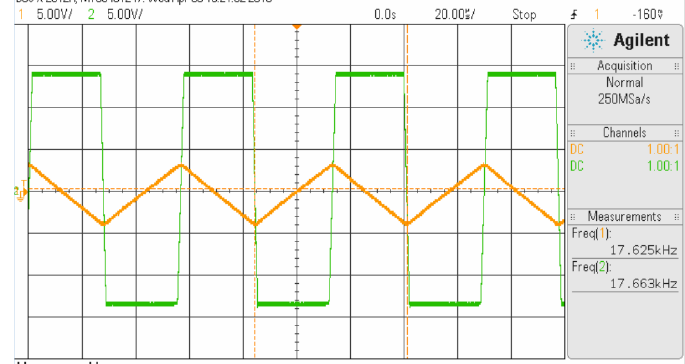 1 5.00V/ 2 5.00V/ 0.0s 20.00°/ Stop 1 -160°
Agilent
Acquisition
Normal
250MSa/s
Channels
DC 1.00:1
DC 1.00:1
Measurements
Freq(1):
17.625kHz
Freq(2):
17.663kHz